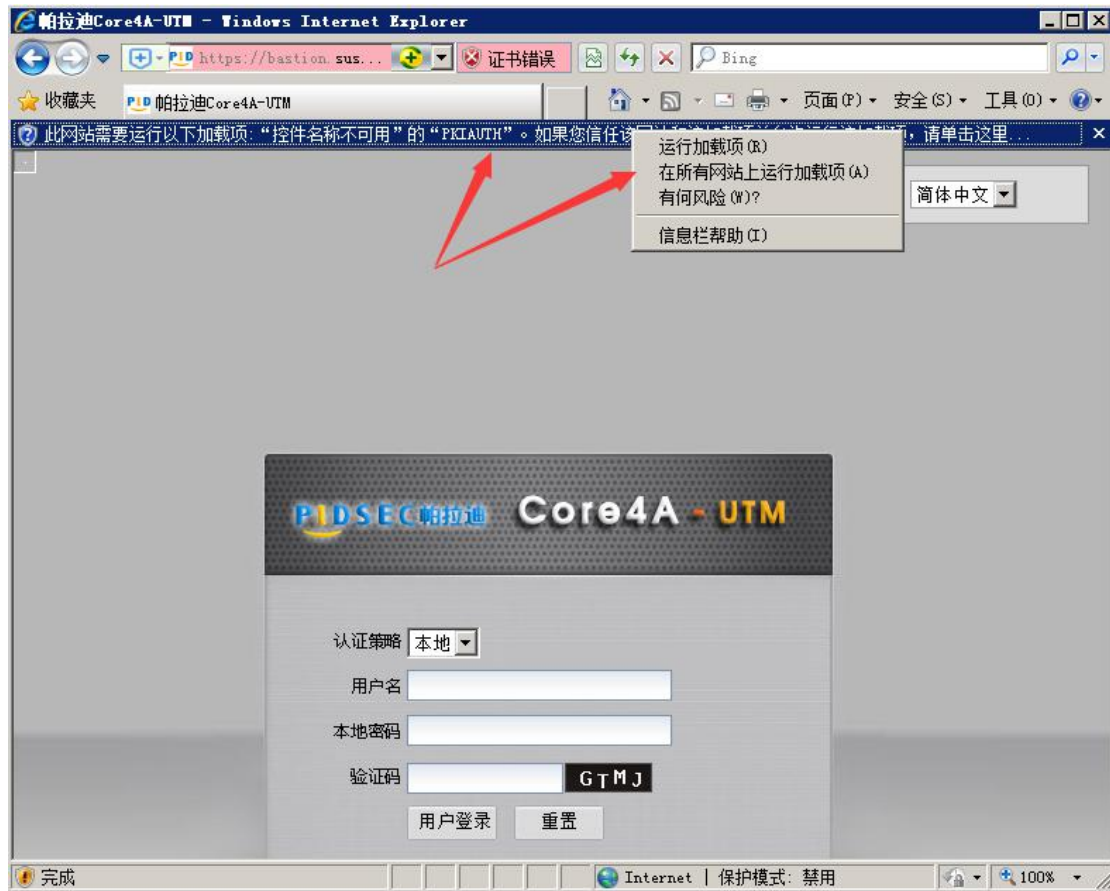 帕拉迪Core4A-UTM - Windows Internet Explorer
PID https://bastion.sus... 证书错误 Bing
收藏夹 PID 帕拉迪Core4A-UTM 页面(P) 安全(S) 工具(O)
此网站需要运行以下加载项:“控件名称不可用”的“PKIAUTH”。如果您信任该 ,请单击这里...
运行加载项(R)
在所有网站上运行加载项(A)
有何风险(W)?
信息栏帮助(I)
简体中文
PIDSEC帕拉迪 Core4A - UTM
认证策略 本地
用户名
本地密码
验证码 GTMJ
用户登录 重置
完成 Internet | 保护模式: 禁用 100%